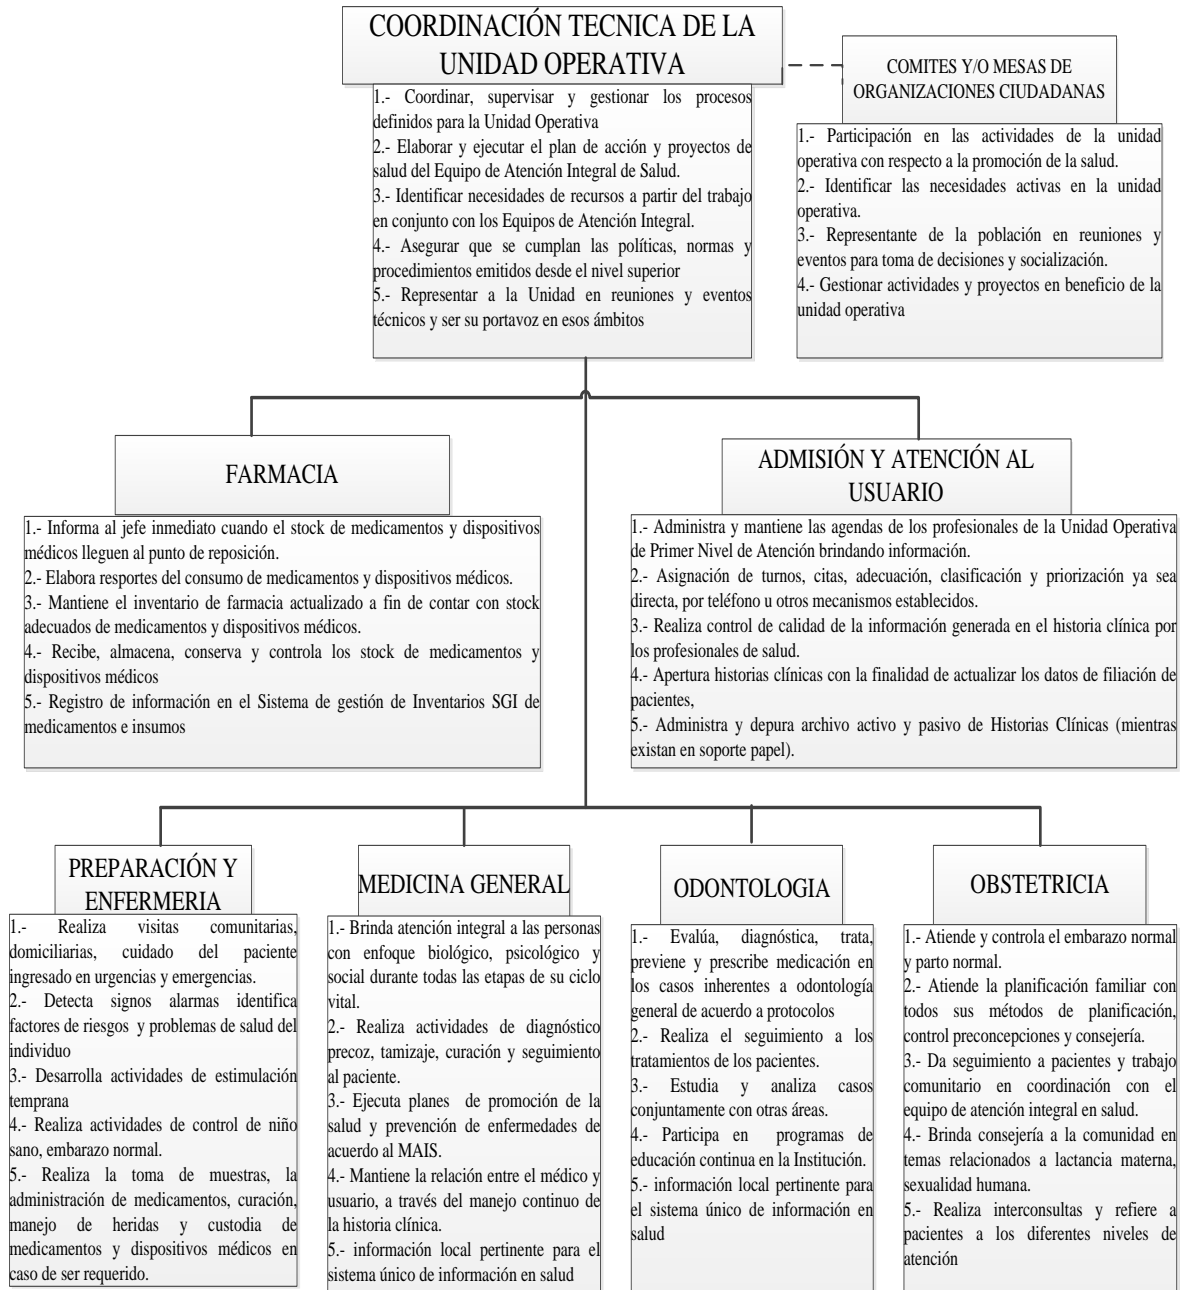 COORDINACIÓN TECNICA DE LA
UNIDAD OPERATIVA
1.- Coordinar, supervisar y gestionar los procesos
definidos para la Unidad Operativa
2.- Elaborar y ejecutar el plan de acción y proyectos de
salud del Equipo de Atención Integral de Salud.
3.- Identificar necesidades de recursos a partir del trabajo
en conjunto con los Equipos de Atención Integral.
4.- Asegurar que se cumplan las políticas, normas y
procedimientos emitidos desde el nivel superior
5.- Representar a la Unidad en reuniones y eventos
técnicos y ser su portavoz en esos ámbitos
COMITES Y/O MESAS DE
ORGANIZACIONES CIUDADANAS
1.- Participación en las actividades de la unidad
operativa con respecto a la promoción de la salud.
2.- Identificar las necesidades activas en la unidad
operativa.
3.- Representante de la población en reuniones y
eventos para toma de decisiones y socialización.
4.- Gestionar actividades y proyectos en beneficio de la
unidad operativa
FARMACIA
1.- Informa al jefe inmediato cuando el stock de medicamentos y dispositivos
médicos lleguen al punto de reposición.
2.- Elabora resportes del consumo de medicamentos y dispositivos médicos.
3.- Mantiene el inventario de farmacia actualizado a fin de contar con stock
adecuados de medicamentos y dispositivos médicos.
4.- Recibe, almacena, conserva y controla los stock de medicamentos y
dispositivos médicos
5.- Registro de información en el Sistema de gestión de Inventarios SGI de
medicamentos e insumos
ADMISIÓN Y ATENCIÓN AL
USUARIO
1.- Administra y mantiene las agendas de los profesionales de la Unidad Operativa
de Primer Nivel de Atención brindando información.
2.- Asignación de turnos, citas, adecuación, clasificación y priorización ya sea
directa, por teléfono u otros mecanismos establecidos.
3.- Realiza control de calidad de la información generada en el historia clínica por
los profesionales de salud.
4.- Apertura historias clínicas con la finalidad de actualizar los datos de filiación de
pacientes,
5.- Administra y depura archivo activo y pasivo de Historias Clínicas (mientras
existan en soporte papel).
PREPARACIÓN Y
ENFERMERIA
1.- Realiza visitas comunitarias,
domiciliarias, cuidado del paciente
ingresado en urgencias y emergencias.
2.- Detecta signos alarmas identifica
factores de riesgos y problemas de salud del
individuo
3.- Desarrolla actividades de estimulación
temprana
4.- Realiza actividades de control de niño
sano, embarazo normal.
5.- Realiza la toma de muestras, la
administración de medicamentos, curación,
manejo de heridas y custodia de
medicamentos y dispositivos médicos en
caso de ser requerido.
MEDICINA GENERAL
1.- Brinda atención integral a las personas
con enfoque biológico, psicológico y
social durante todas las etapas de su ciclo
vital.
2.- Realiza actividades de diagnóstico
precoz, tamizaje, curación y seguimiento
al paciente.
3.- Ejecuta planes de promoción de la
salud y prevención de enfermedades de
acuerdo al MAIS.
4.- Mantiene la relación entre el médico y
usuario, a través del manejo continuo de
la historia clínica.
5.- información local pertinente para el
sistema único de información en salud
ODONTOLOGIA
1.- Evalúa, diagnóstica, trata,
previene y prescribe medicación en
los casos inherentes a odontología
general de acuerdo a protocolos
2.- Realiza el seguimiento a los
tratamientos de los pacientes.
3.- Estudia y analiza casos
conjuntamente con otras áreas.
4.- Participa en programas de
educación continua en la Institución.
5.- información local pertinente para
el sistema único de información en
salud
OBSTETRICIA
1.- Atiende y controla el embarazo normal
y parto normal.
2.- Atiende la planificación familiar con
todos sus métodos de planificación,
control preconcepciones y consejería.
3.- Da seguimiento a pacientes y trabajo
comunitario en coordinación con el
equipo de atención integral en salud.
4.- Brinda consejería a la comunidad en
temas relacionados a lactancia materna,
sexualidad humana.
5.- Realiza interconsultas y refiere a
pacientes a los diferentes niveles de
atención